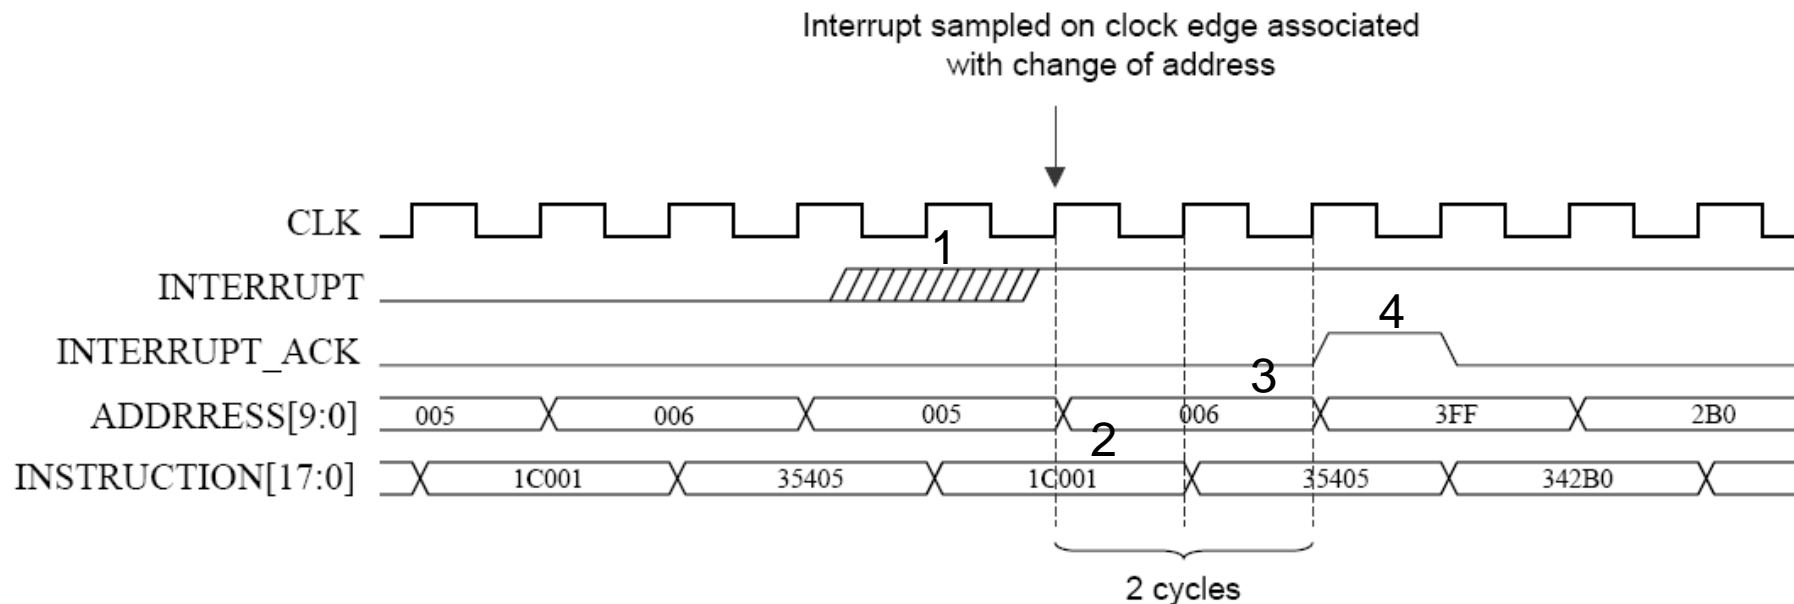 Interrupt sampled on clock edge associated
with change of address
CLK
1
INTERRUPT
4
INTERRUPT_ACK
3
ADDRRESS[9:0] 005 006 005 006 3FF 2B0
2
INSTRUCTION[17:0] 1C001 35405 1C001 35405 342B0
2 cycles